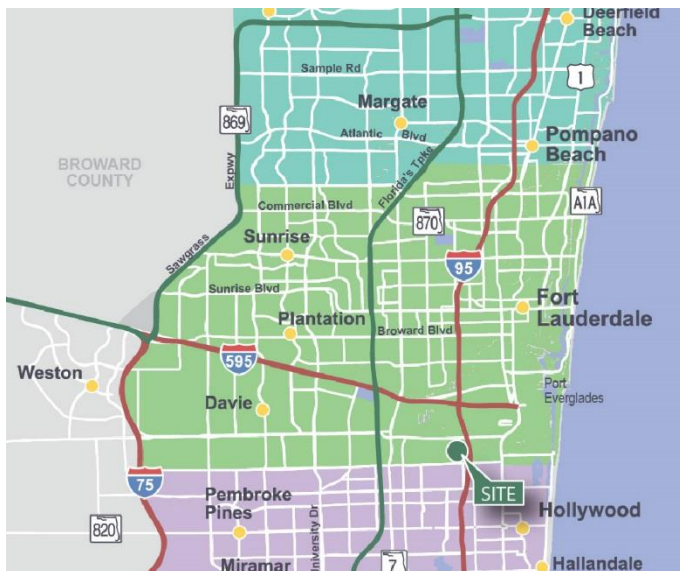 Deerfield
Beach
Sample Rd
1
Margate
869
Atlantic Blvd
Pompano
Beach
BROWARD
COUNTY
Expwy
Florida's Tpke
Commercial Blvd
870
A1A
Sunrise
Sawgrass
95
Sunrise Blvd
Fort
Lauderdale
Plantation
Broward Blvd
595
Weston
Port
Everglades
Davie
75
SITE
Pembroke
Pines
University Dr
Hollywood
820
Miramar
7
Hallandale